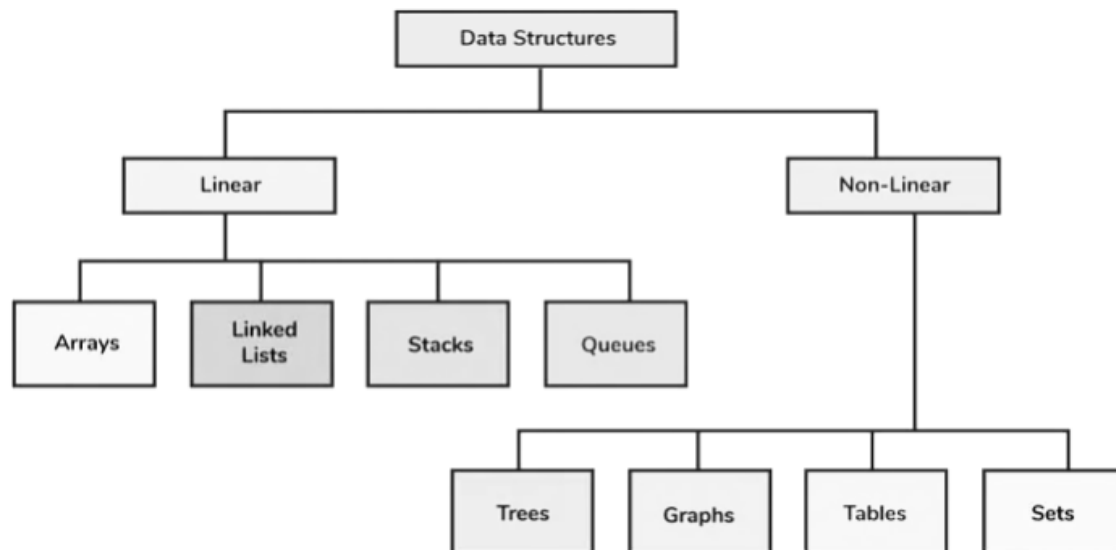 Data Structures
Linear
Non-Linear
Arrays
Linked
Lists
Stacks
Queues
Trees
Graphs
Tables
Sets